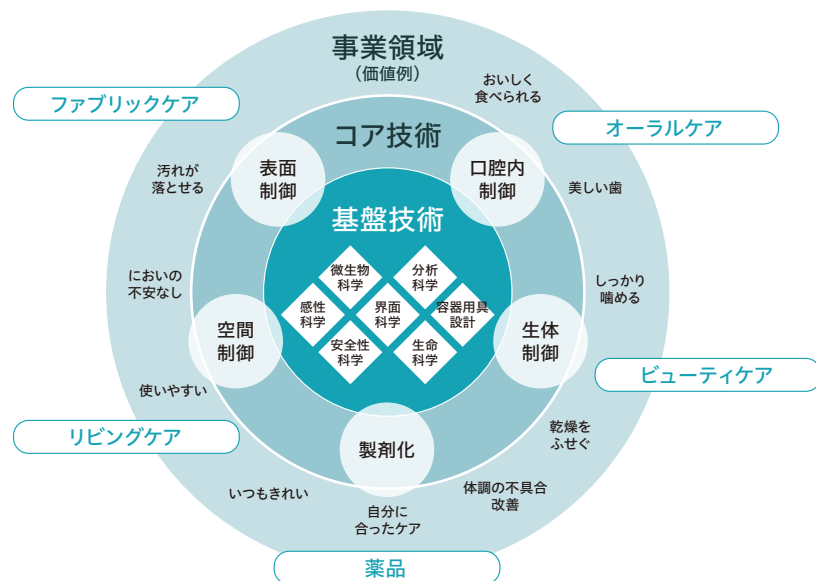 事業領域
（価値例）
ファブリックケア
おいしく
食べられる
オーラルケア
コア技術
表面
制御
口腔内
制御
汚れが
落とせる
美しい歯
基盤技術
微生物
科学
分析
科学
感性
科学
界面
科学
容器用具
設計
安全性
科学
生命
科学
においの
不安なし
しっかり
噛める
空間
制御
生体
制御
使いやすい
ビューティケア
リビングケア
乾燥を
ふせぐ
製剤化
いつもきれい
体調の不具合
改善
自分に
合ったケア
薬品